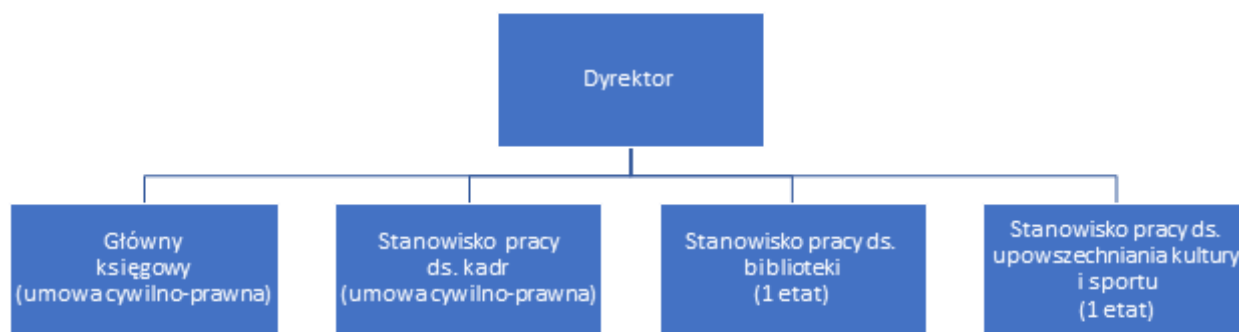 Dyrektor
Główny
księgowy
(umowa cywilno-prawna)
Stanowisko pracy
ds. kadr
(umowa cywilno-prawna)
Stanowisko pracy ds.
biblioteki
(1 etat)
Stanowisko pracy ds.
upowszechniania kultury
i sportu
(1 etat)